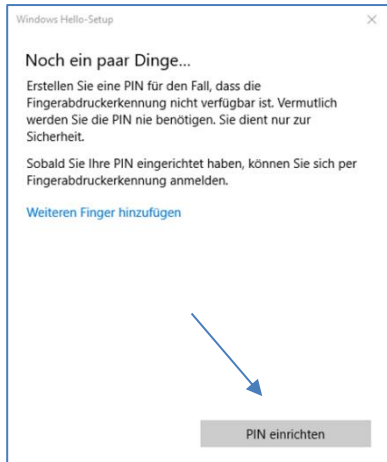 Windows Hello-Setup
Noch ein paar Dinge...
Erstellen Sie eine PIN für den Fall, dass die
Fingerabdruckerkennung nicht verfügbar ist. Vermutlich
werden Sie die PIN nie benötigen. Sie dient nur zur
Sicherheit.
Sobald Sie Ihre PIN eingerichtet haben, können Sie sich per
Fingerabdruckerkennung anmelden.
Weiteren Finger hinzufügen
PIN einrichten